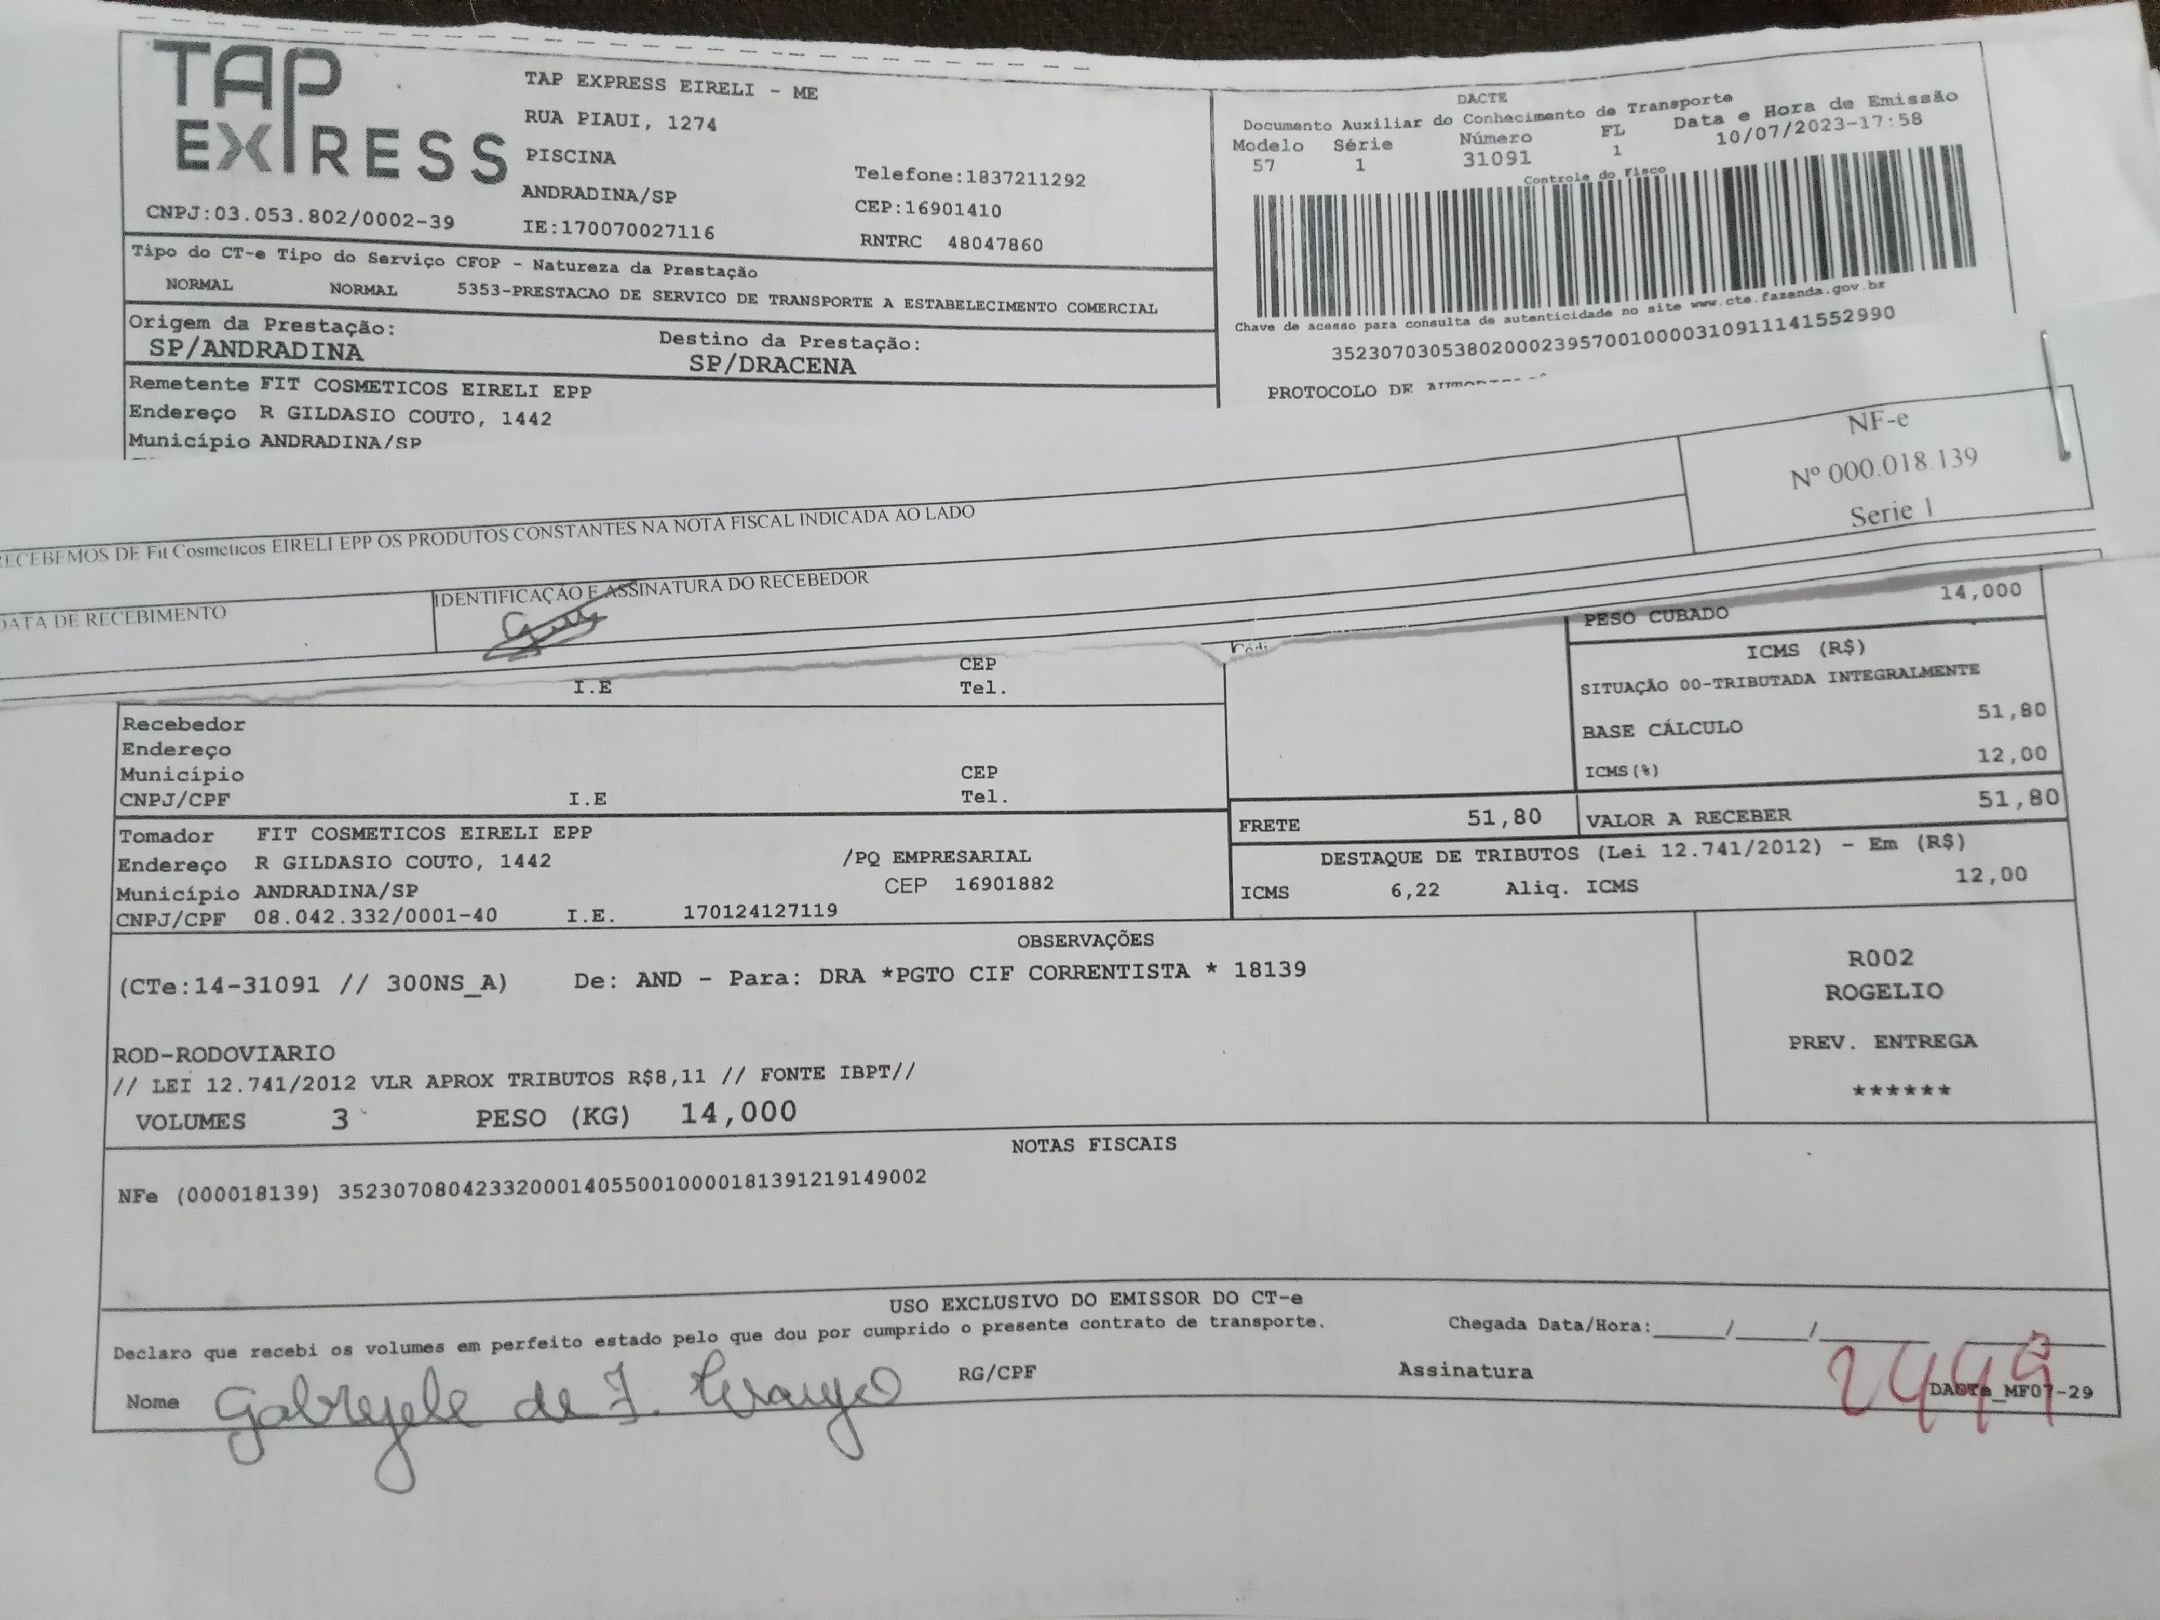 TAP
EXPRESS
TAP EXPRESS EIRELI - ME
RUA PIAUI, 1274
PISCINA
ANDRADINA/SP
IE:170070027116
Telefone:1837211292
CEP:16901410
RNTRC 48047860
CNPJ:03.053.802/0002-39
DACTE
Documento Auxiliar do Conhecimento de Transporte
Modelo Série Número FL Data e Hora de Emissão
57 1 31091 1 10/07/2023-17:58
Controle do Fisco
Chave de acesso para consulta de autenticidade no site www.cte.fazenda.gov.br
35230703053802000239570010000310911141552990
PROTOCOLO DE
Tipo do CT-e Tipo do Serviço CFOP - Natureza da Prestação
NORMAL NORMAL 5353-PRESTACAO DE SERVICO DE TRANSPORTE A ESTABELECIMENTO COMERCIAL
Origem da Prestação: Destino da Prestação:
SP/ANDRADINA SP/DRACENA
Remetente FIT COSMETICOS EIRELI EPP
Endereço R GILDASIO COUTO, 1442
Município ANDRADINA/SP
NF-e
Nº 000.018.139
Serie 1
RECEBEMOS DE Fit Cosmeticos EIRELI EPP OS PRODUTOS CONSTANTES NA NOTA FISCAL INDICADA AO LADO
DATA DE RECEBIMENTO
IDENTIFICAÇÃO E ASSINATURA DO RECEBEDOR
CEP
I.E Tel.
PESO CUBADO 14,000
ICMS (R$)
SITUAÇÃO 00-TRIBUTADA INTEGRALMENTE
BASE CÁLCULO 51,80
ICMS(%) 12,00
Recebedor
Endereço
Município CEP
CNPJ/CPF I.E Tel.
FRETE 51,80 VALOR A RECEBER 51,80
Tomador FIT COSMETICOS EIRELI EPP
Endereço R GILDASIO COUTO, 1442 /PQ EMPRESARIAL
Município ANDRADINA/SP CEP 16901882
CNPJ/CPF 08.042.332/0001-40 I.E. 170124127119
DESTAQUE DE TRIBUTOS (Lei 12.741/2012) - Em (R$)
ICMS 6,22 Aliq. ICMS 12,00
OBSERVAÇÕES
(CTe:14-31091 // 300NS_A) De: AND - Para: DRA *PGTO CIF CORRENTISTA * 18139
R002
ROGELIO
PREV. ENTREGA
******
ROD-RODOVIARIO
// LEI 12.741/2012 VLR APROX TRIBUTOS R$8,11 // FONTE IBPT//
VOLUMES 3 PESO (KG) 14,000
NOTAS FISCAIS
NFe (000018139) 35230708042332000140550010000181391219149002
USO EXCLUSIVO DO EMISSOR DO CT-e
Declaro que recebi os volumes em perfeito estado pelo que dou por cumprido o presente contrato de transporte. Chegada Data/Hora:____/____/______ ______
Nome Gabryele de J. Araujo RG/CPF Assinatura
2449
DACTe_MF07-29